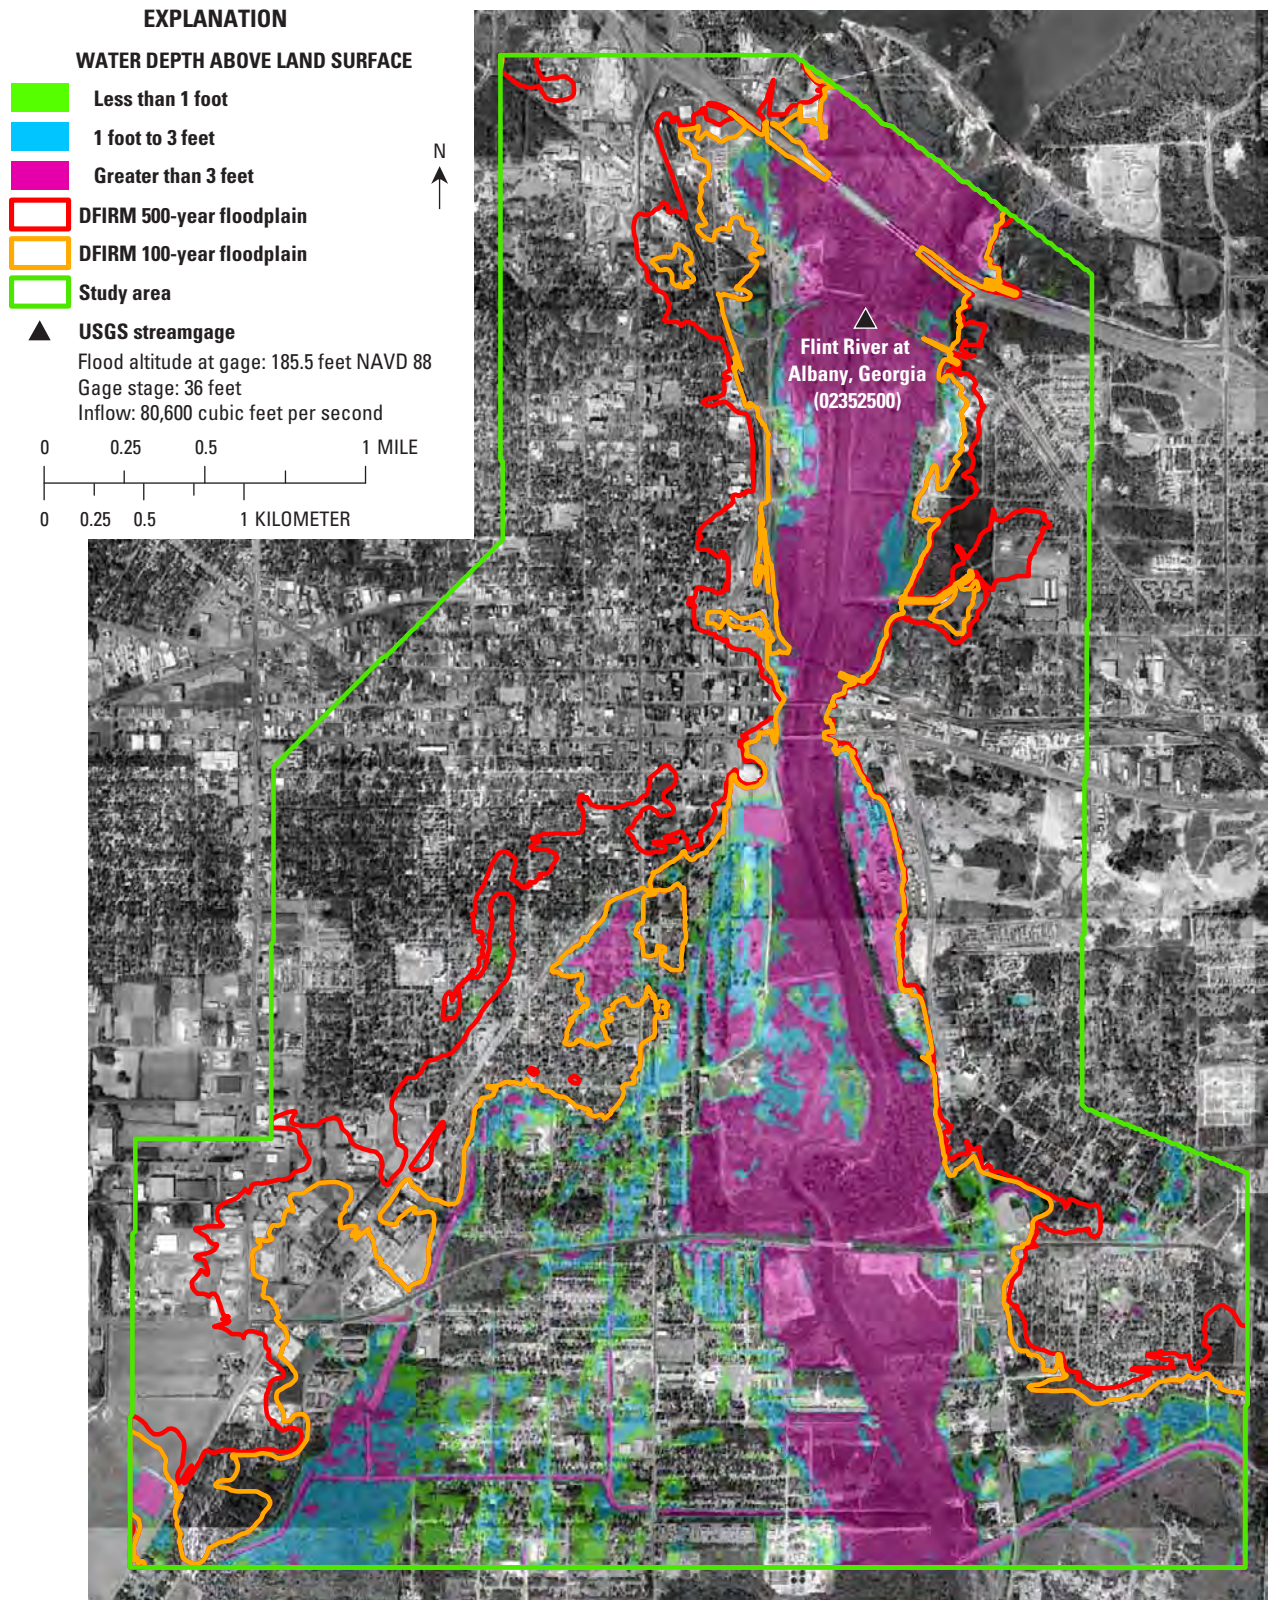 EXPLANATION
WATER DEPTH ABOVE LAND SURFACE
Less than 1 foot
1 foot to 3 feet
Greater than 3 feet
DFIRM 500-year floodplain
DFIRM 100-year floodplain
Study area
USGS streamgage
Flood altitude at gage: 185.5 feet NAVD 88
Gage stage: 36 feet
Inflow: 80,600 cubic feet per second
N
0 0.25 0.5 1 MILE
0 0.25 0.5 1 KILOMETER
Flint River at
Albany, Georgia
(02352500)